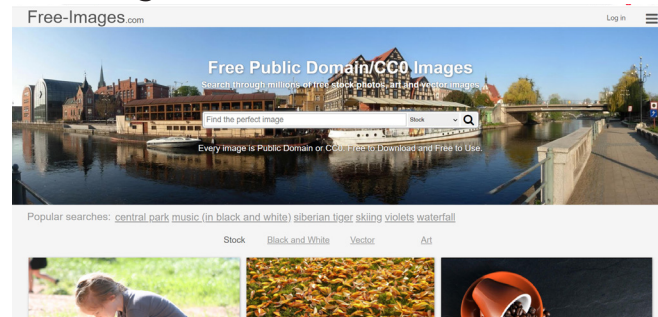 Free-Images.com
Log in
Free Public Domain/CC0 Images
Search through millions of free stock photos, art and vector images.
Find the perfect image
Stock
Every image is Public Domain or CC0. Free to Download and Free to Use.
Popular searches: central park music (in black and white) siberian tiger skiing violets waterfall
Stock Black and White Vector Art